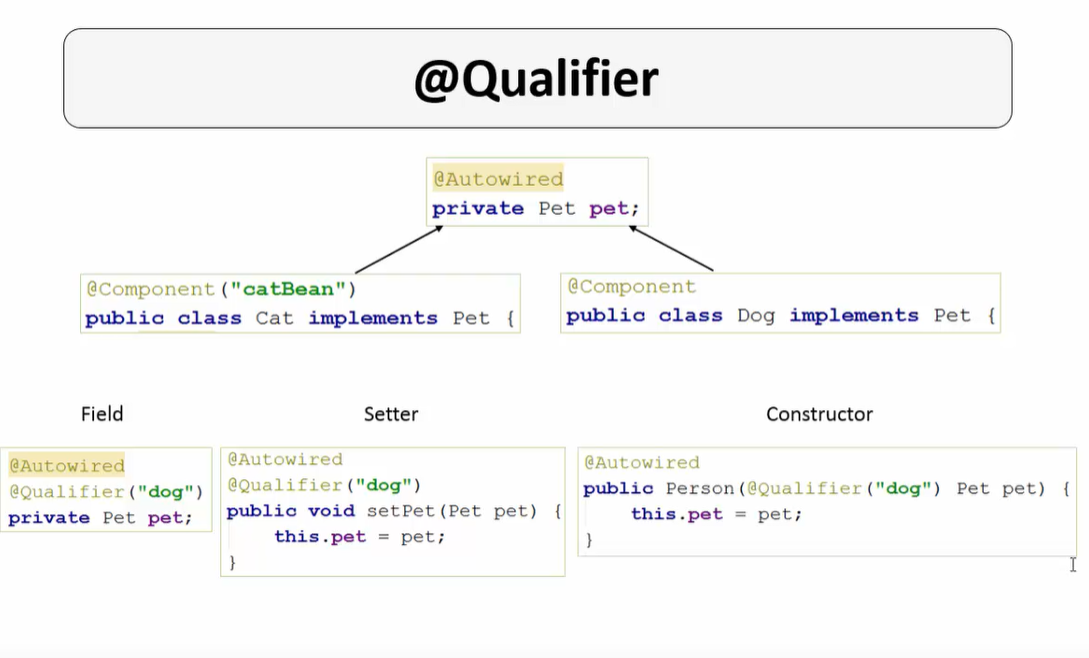 @Qualifier
@Autowired
private Pet pet;
@Component("catBean")
public class Cat implements Pet {
@Component
public class Dog implements Pet {
Field
@Autowired
@Qualifier("dog")
private Pet pet;
Setter
@Autowired
@Qualifier("dog")
public void setPet(Pet pet) {
this.pet = pet;
}
Constructor
@Autowired
public Person(@Qualifier("dog") Pet pet) {
this.pet = pet;
}